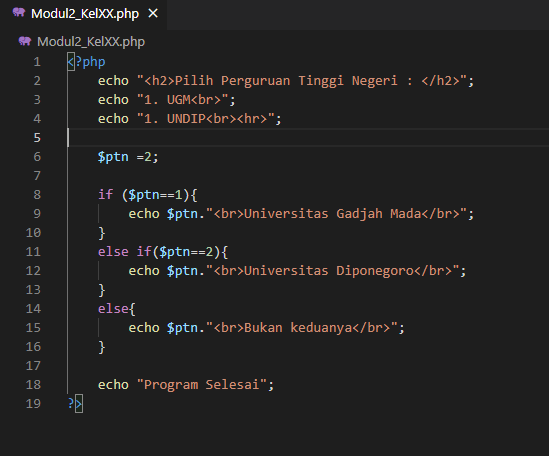 Modul2_KelXX.php ×
Modul2_KelXX.php
1 <?php
2 echo "<h2>Pilih Perguruan Tinggi Negeri : </h2>";
3 echo "1. UGM<br>";
4 echo "1. UNDIP<br><hr>";
5
6 $ptn =2;
7
8 if ($ptn==1){
9 echo $ptn."<br>Universitas Gadjah Mada</br>";
10 }
11 else if($ptn==2){
12 echo $ptn."<br>Universitas Diponegoro</br>";
13 }
14 else{
15 echo $ptn."<br>Bukan keduanya</br>";
16 }
17
18 echo "Program Selesai";
19 ?>